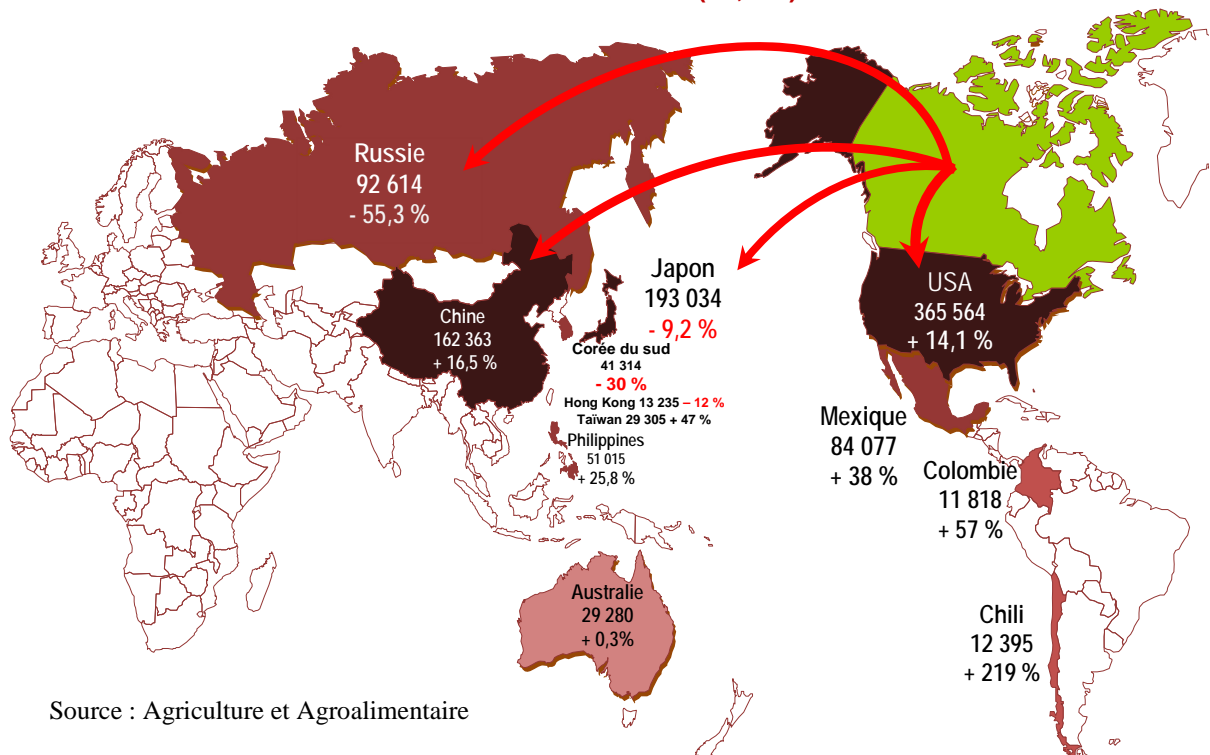 Russie
92 614
- 55,3 %
Chine
162 363
+ 16,5 %
Japon
193 034
- 9,2 %
Corée du sud
41 314
- 30 %
Hong Kong 13 235 – 12 %
Taïwan 29 305 + 47 %
Philippines
51 015
+ 25,8 %
USA
365 564
+ 14,1 %
Mexique
84 077
+ 38 %
Colombie
11 818
+ 57 %
Australie
29 280
+ 0,3%
Chili
12 395
+ 219 %
Source : Agriculture et Agroalimentaire